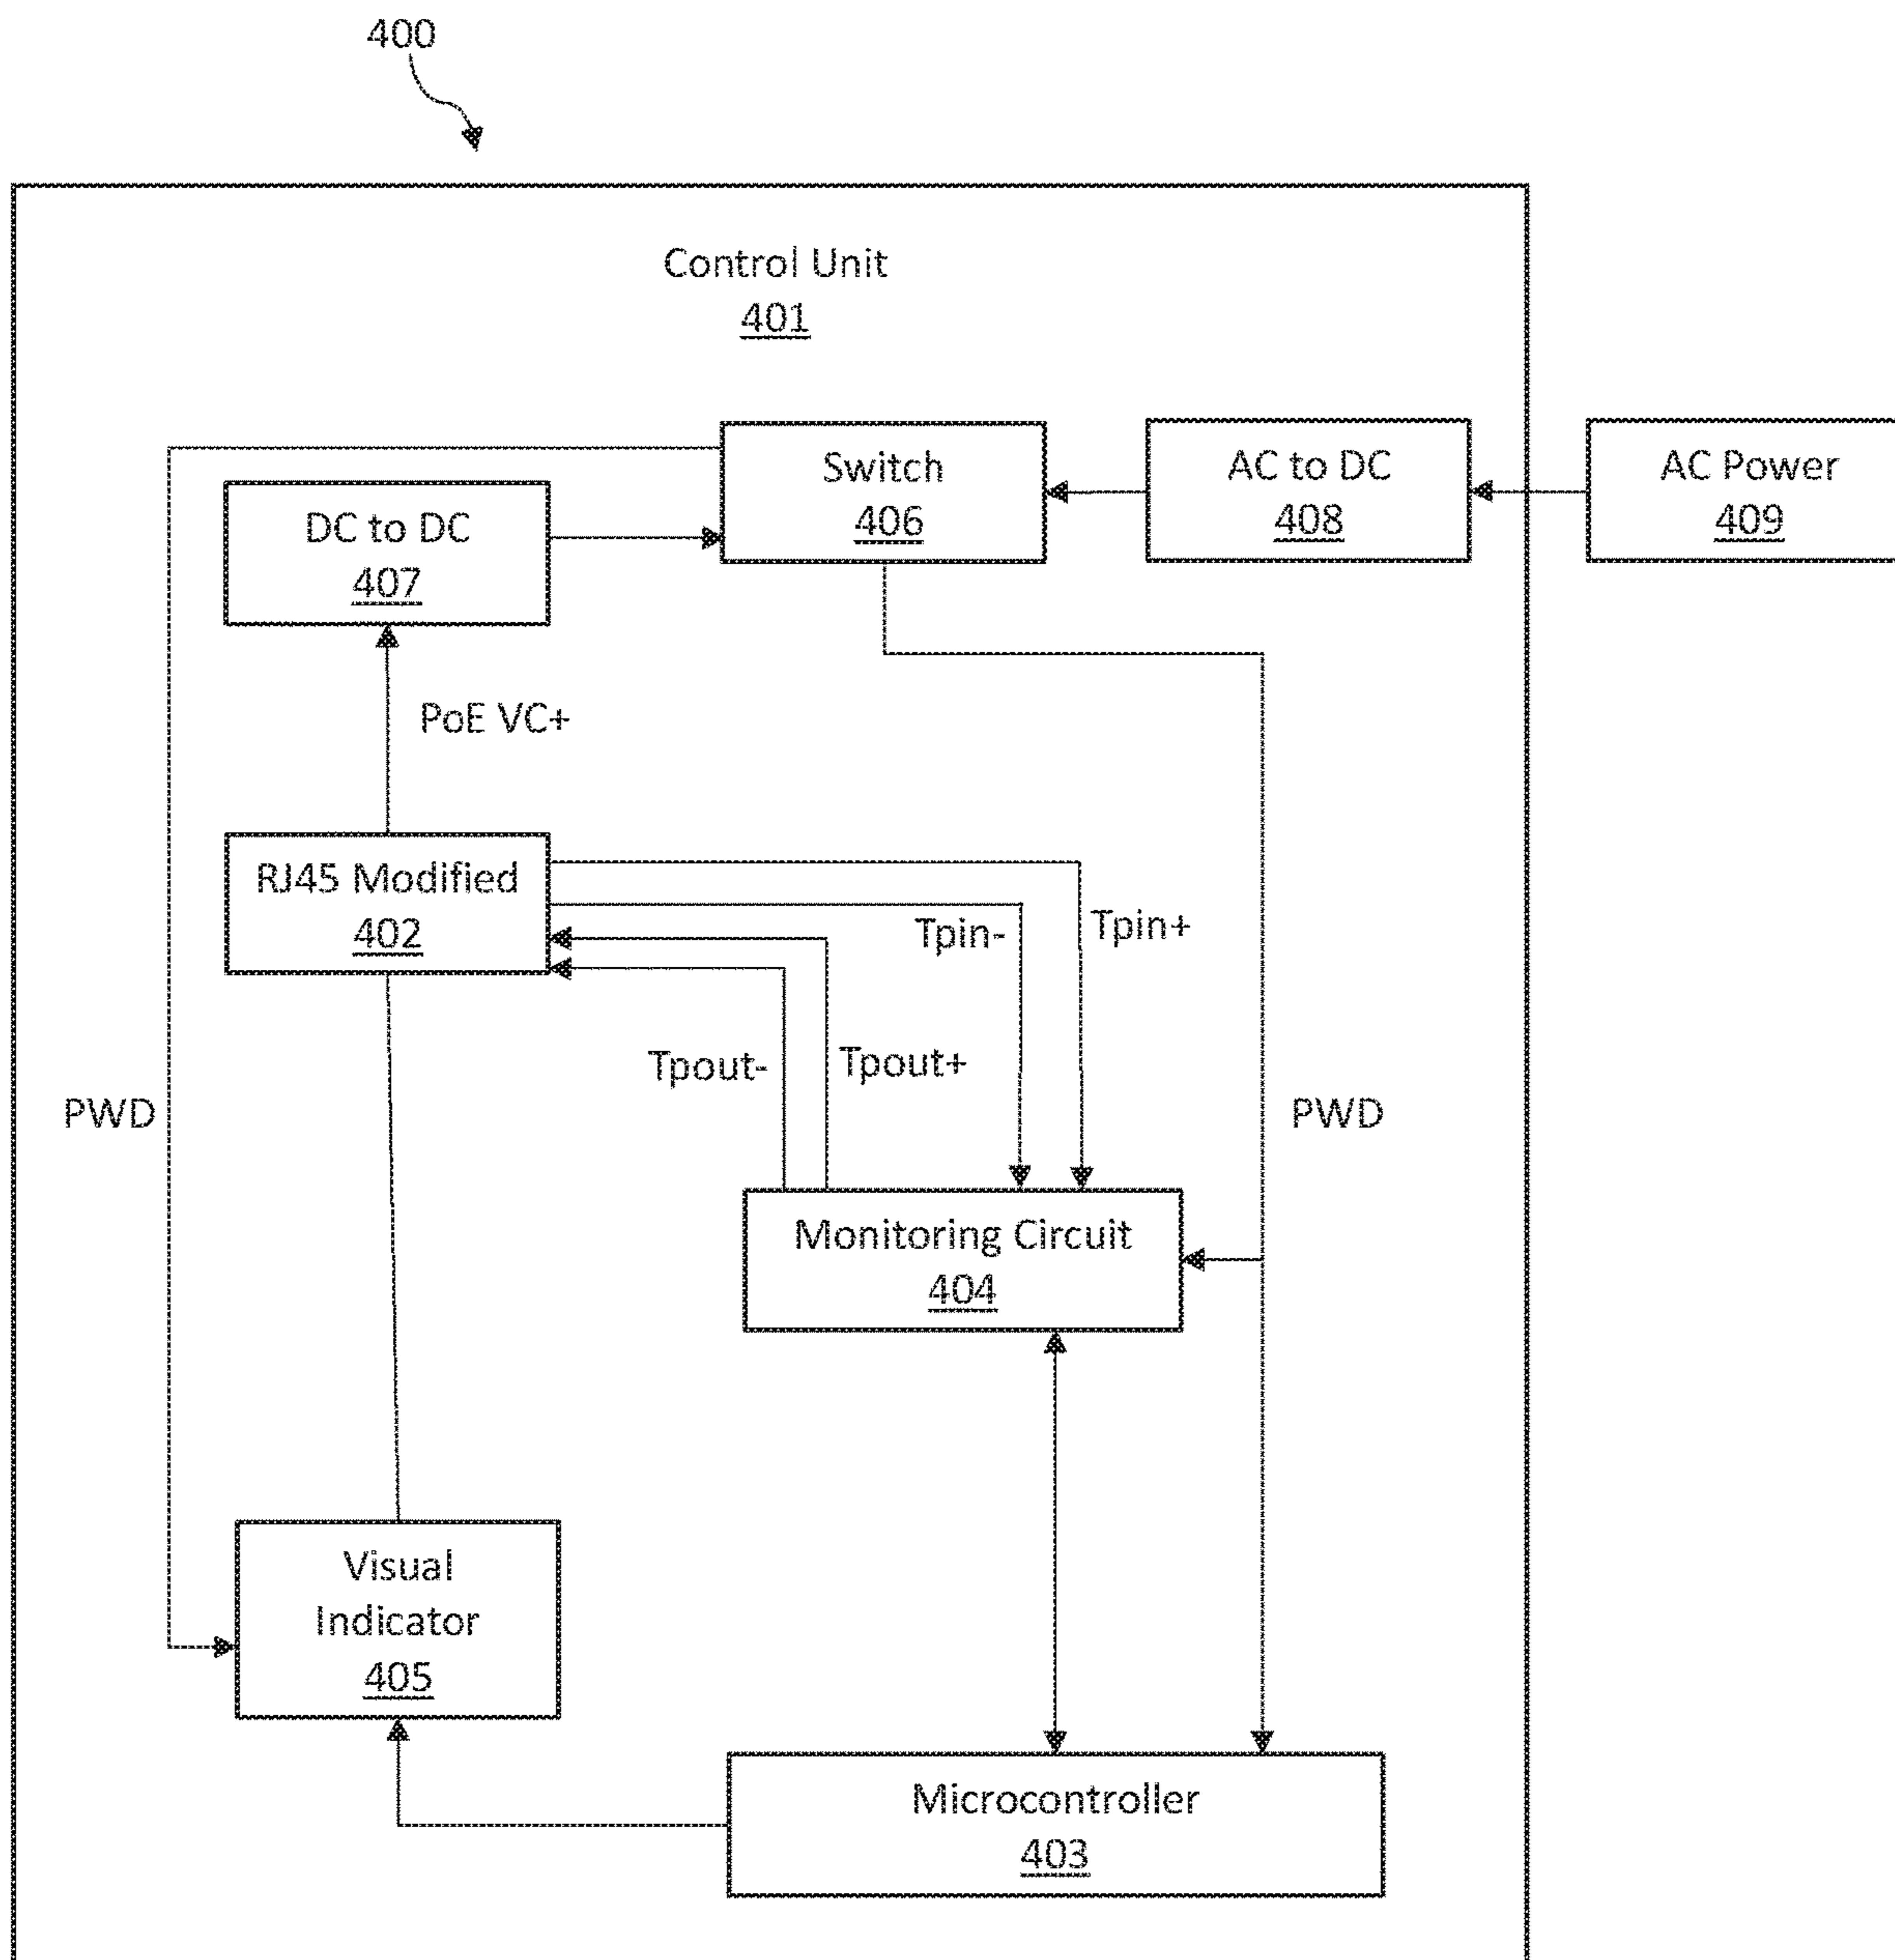 400
Control Unit
401
Switch
406
AC to DC
408
AC Power
409
DC to DC
407
PoE VC+
RJ45 Modified
402
Tpin-
Tpin+
Tpout-
Tpout+
PWD
PWD
Monitoring Circuit
404
Visual
Indicator
405
Microcontroller
403